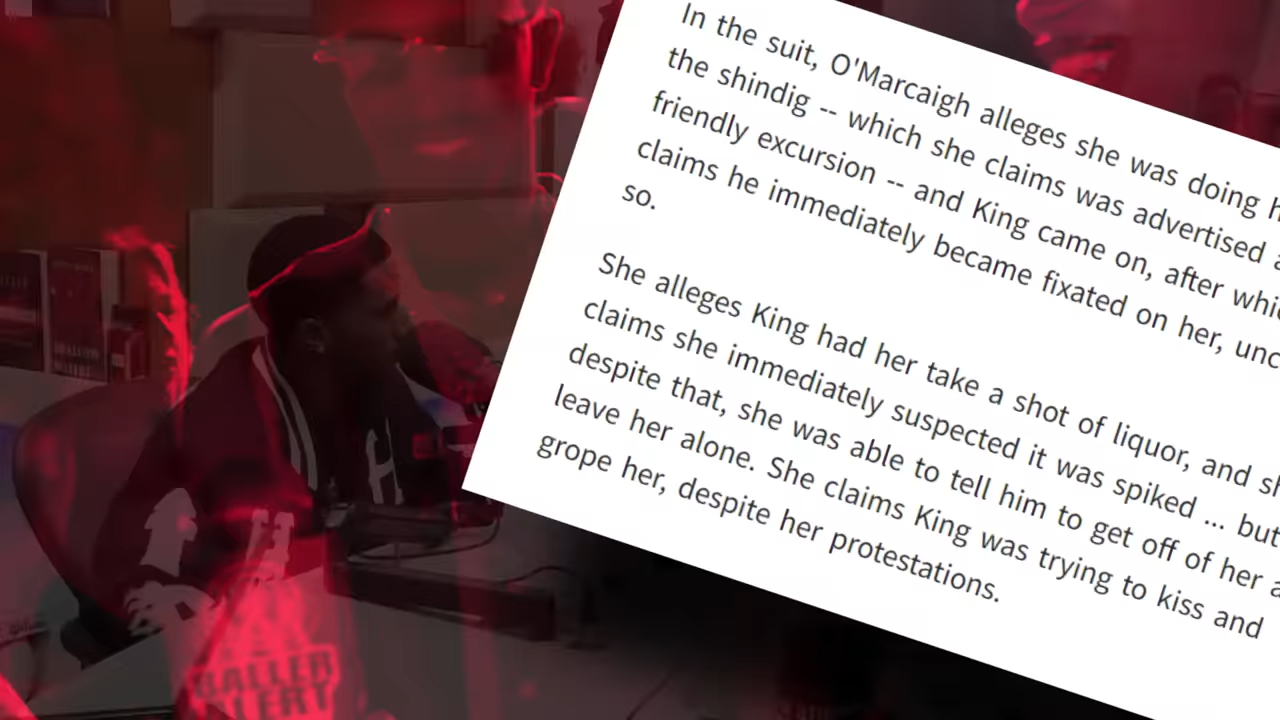 In the suit, O'Marcaigh alleges she was doing
the shindig -- which she claims was advertised
friendly excursion -- and King came on, after
claims he immediately became fixated on her,
so.
She alleges King had her take a shot of liquor, and
claims she immediately suspected it was spiked ... but
despite that, she was able to tell him to get off of her
leave her alone. She claims King was trying to kiss and
grope her, despite her protestations.
BALLER
ALERT